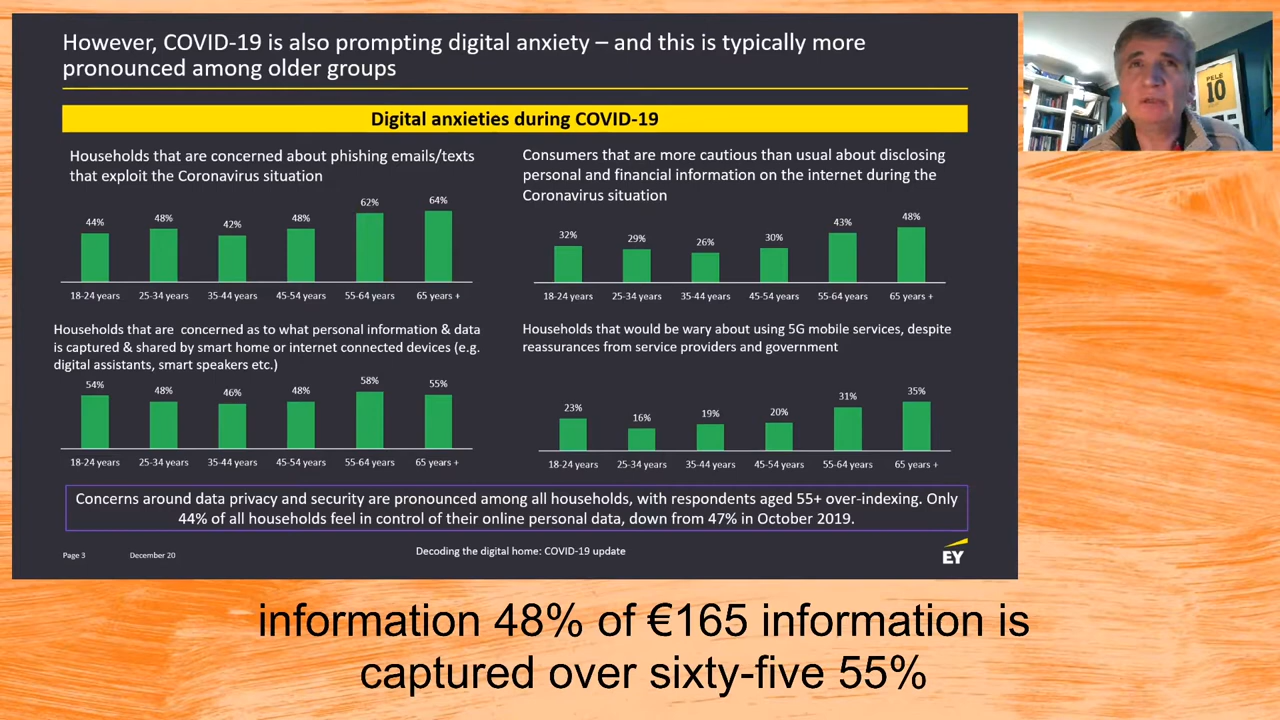 However, COVID-19 is also prompting digital anxiety – and this is typically more
pronounced among older groups
Digital anxieties during COVID-19
Households that are concerned about phishing emails/texts
that exploit the Coronavirus situation
44%
48%
42%
48%
62%
64%
18-24 years
25-34 years
35-44 years
45-54 years
55-64 years
65 years +
Consumers that are more cautious than usual about disclosing
personal and financial information on the internet during the
Coronavirus situation
32%
29%
26%
30%
43%
48%
18-24 years
25-34 years
35-44 years
45-54 years
55-64 years
65 years +
Households that are  concerned as to what personal information & data
is captured & shared by smart home or internet connected devices (e.g.
digital assistants, smart speakers etc.)
54%
48%
46%
48%
58%
55%
18-24 years
25-34 years
35-44 years
45-54 years
55-64 years
65 years +
Households that would be wary about using 5G mobile services, despite
reassurances from service providers and government
23%
16%
19%
20%
31%
35%
18-24 years
25-34 years
35-44 years
45-54 years
55-64 years
65 years +
Concerns around data privacy and security are pronounced among all households, with respondents aged 55+ over-indexing. Only
44% of all households feel in control of their online personal data, down from 47% in October 2019.
Page 3
December 20
Decoding the digital home: COVID-19 update
EY
PELÉ
10
information 48% of €165 information is
captured over sixty-five 55%